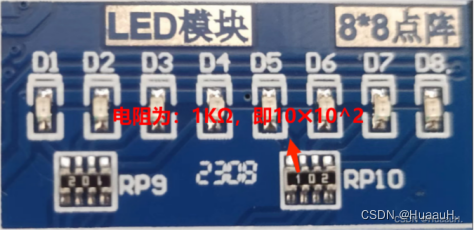 LED模块 8*8点阵
D1 D2 D3 D4 D5 D6 D7 D8
电阻为:1KΩ,即10×10^2
201 RP9 2308 102 RP10
CSDN @HuaauH.